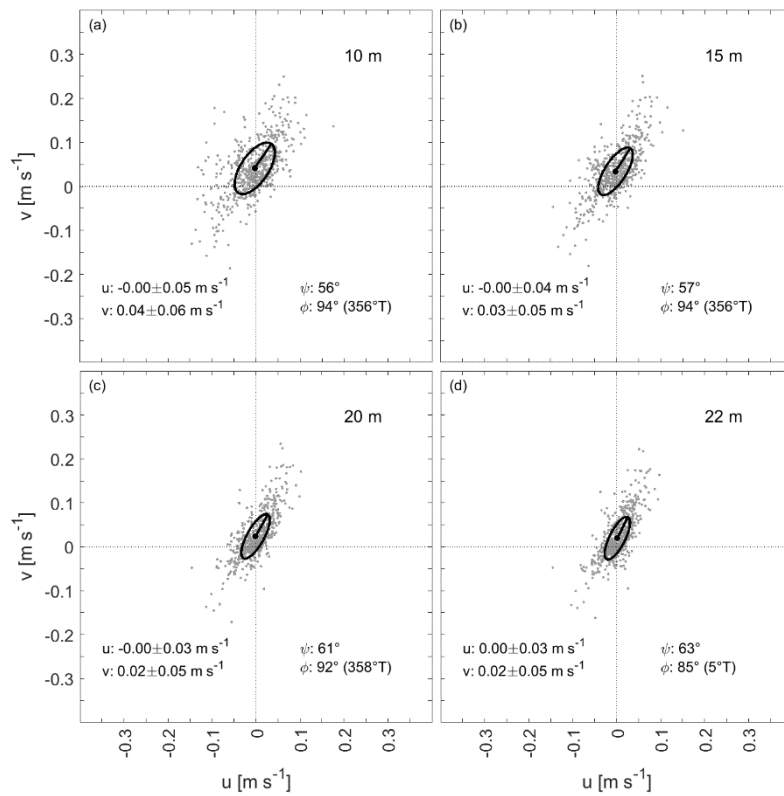 (a)
10 m
0.4
0.3
0.2
0.1
0
-0.1
-0.2
-0.3
v [m s⁻¹]
u: -0.00±0.05 m s⁻¹
v: 0.04±0.06 m s⁻¹
ψ: 56°
ϕ: 94° (356°T)
(b)
15 m
u: -0.00±0.04 m s⁻¹
v: 0.03±0.05 m s⁻¹
ψ: 57°
ϕ: 94° (356°T)
(c)
20 m
0.3
0.2
0.1
0
-0.1
-0.2
-0.3
v [m s⁻¹]
u: -0.00±0.03 m s⁻¹
v: 0.02±0.05 m s⁻¹
ψ: 61°
ϕ: 92° (358°T)
-0.3
-0.2
-0.1
0
0.1
0.2
0.3
u [m s⁻¹]
(d)
22 m
u: 0.00±0.03 m s⁻¹
v: 0.02±0.05 m s⁻¹
ψ: 63°
ϕ: 85° (5°T)
-0.3
-0.2
-0.1
0
0.1
0.2
0.3
u [m s⁻¹]